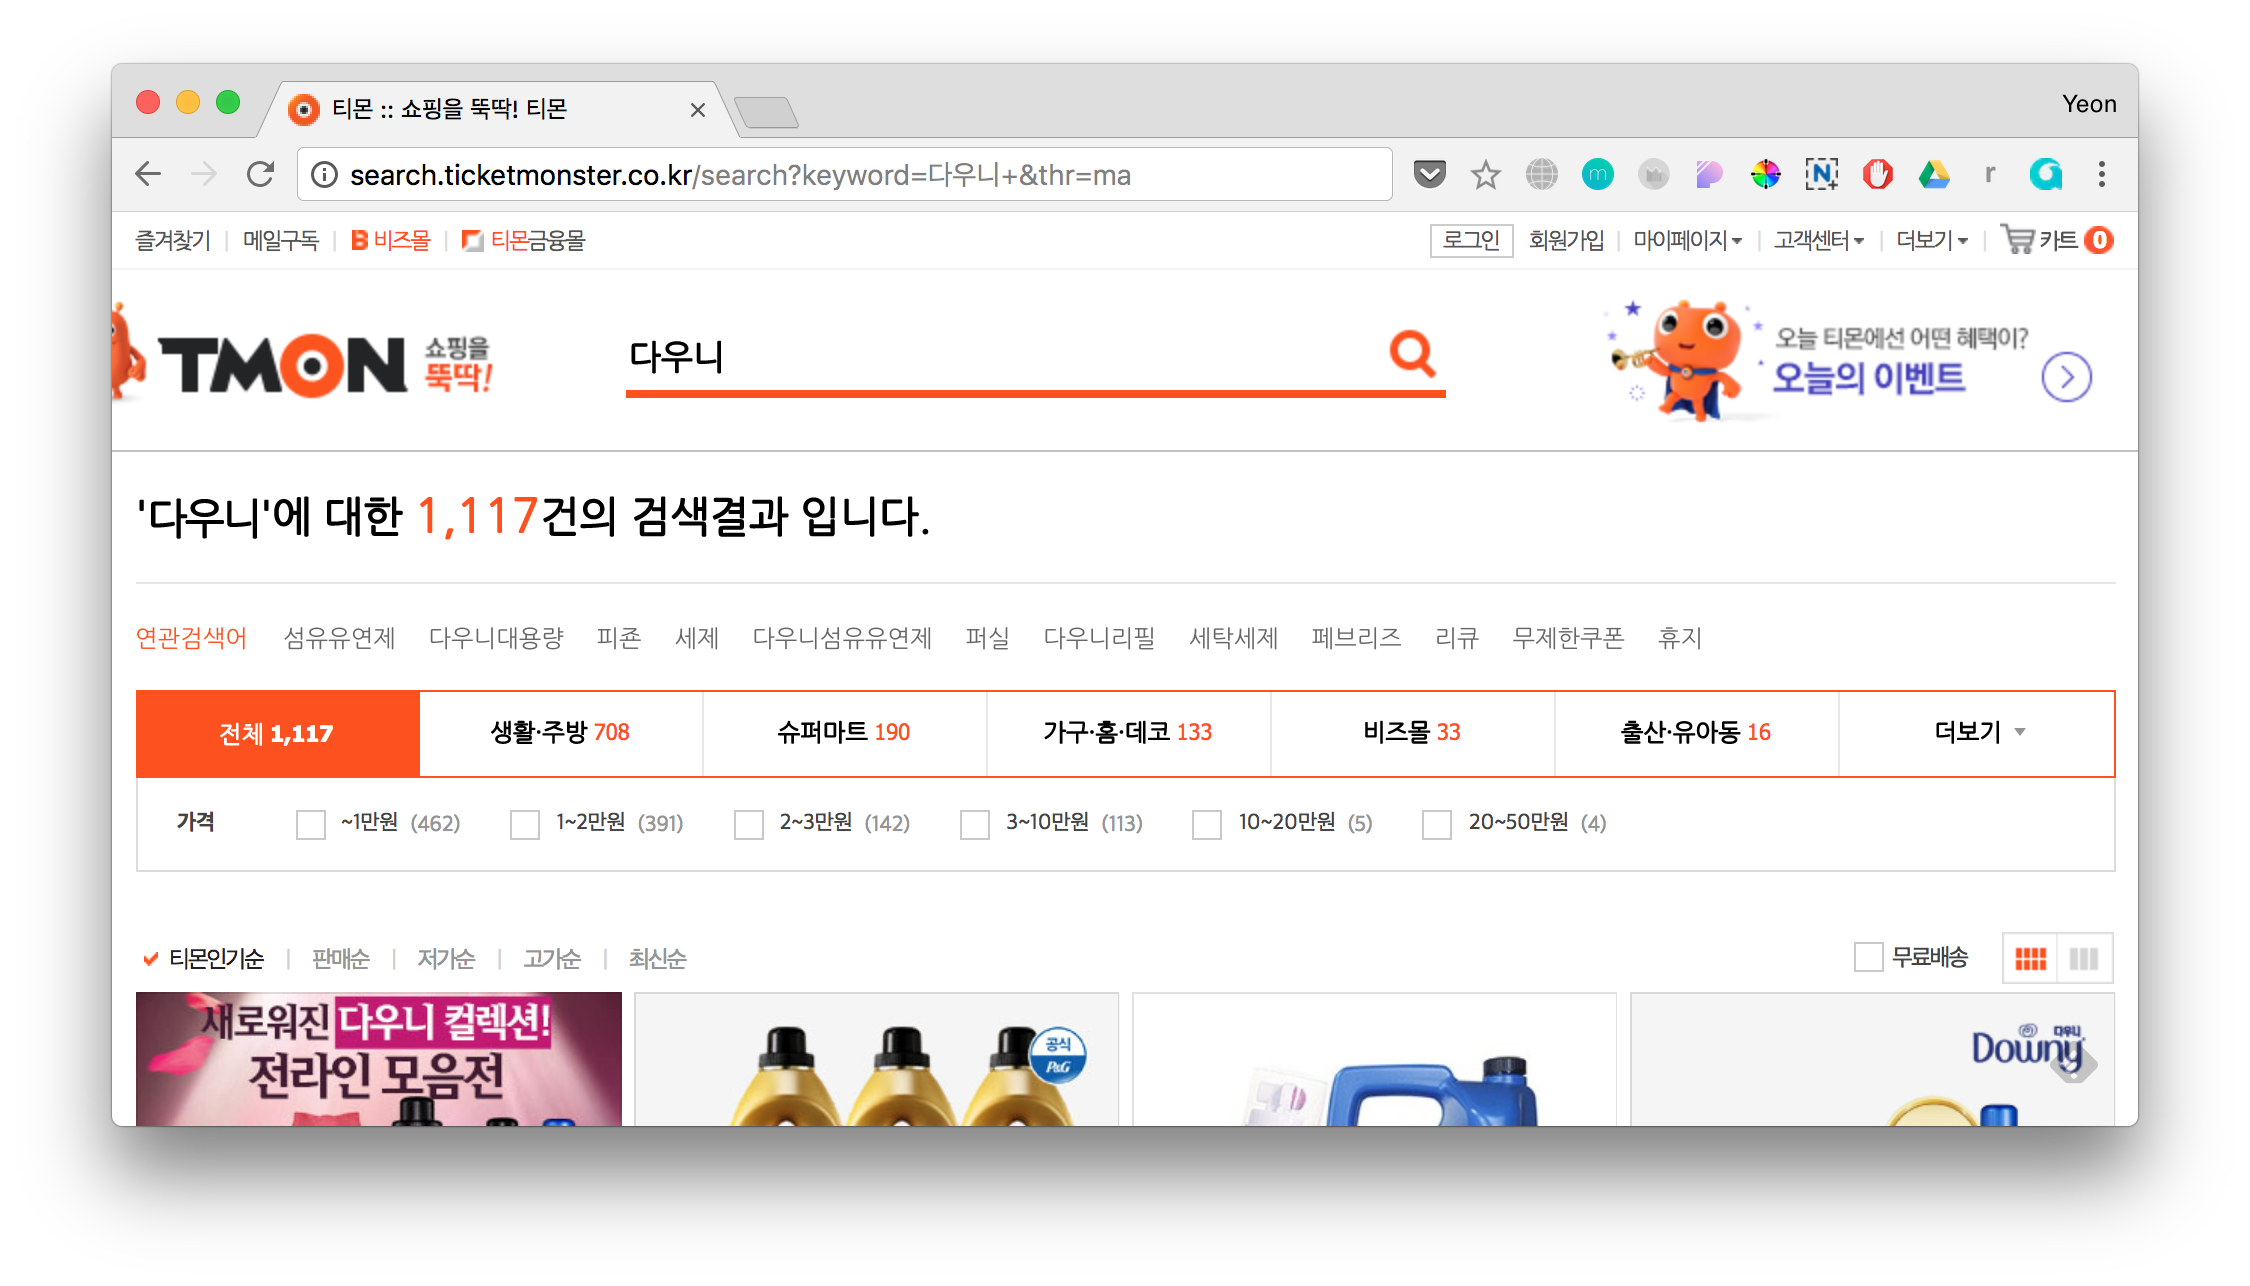 티몬 :: 쇼핑을 뚝딱! 티몬
Yeon
search.ticketmonster.co.kr/search?keyword=다우니+&thr=ma
즐겨찾기 | 메일구독 | B 비즈몰 | 티몬금융몰
로그인 회원가입 | 마이페이지 | 고객센터 | 더보기 | 카트 0
TMON 쇼핑을 뚝딱!
다우니
오늘 티몬에선 어떤 혜택이?
오늘의 이벤트
'다우니'에 대한 1,117건의 검색결과 입니다.
연관검색어 섬유유연제 다우니대용량 피죤 세제 다우니섬유유연제 퍼실 다우니리필 세탁세제 페브리즈 리큐 무제한쿠폰 휴지
전체 1,117 생활·주방 708 슈퍼마트 190 가구·홈·데코 133 비즈몰 33 출산·유아동 16 더보기
가격 ~1만원 (462) 1~2만원 (391) 2~3만원 (142) 3~10만원 (113) 10~20만원 (5) 20~50만원 (4)
티몬인기순 | 판매순 | 저가순 | 고가순 | 최신순 무료배송
새로워진 다우니 컬렉션!
전라인 모음전
공식
P&G
다우니
Downy